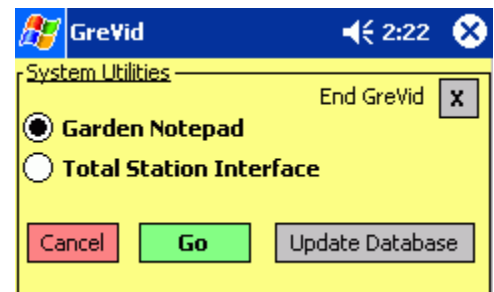 GreVid 2:22
System Utilities
End GreVid X
Garden Notepad
Total Station Interface
Cancel Go Update Database